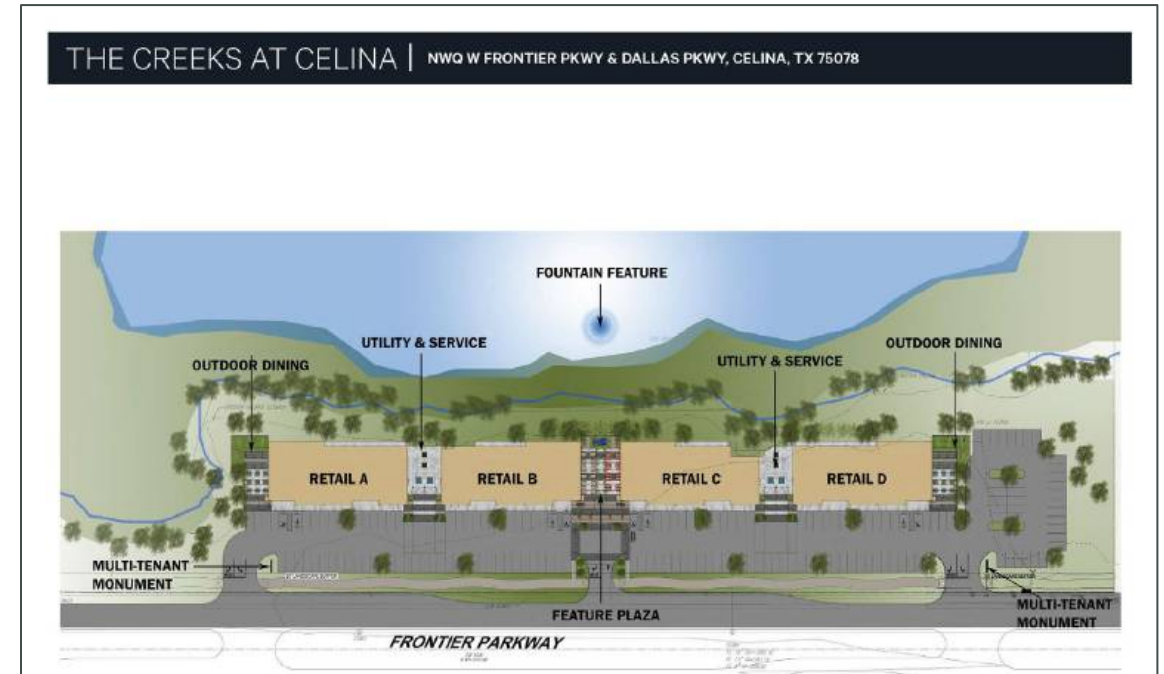 THE CREEKS AT CELINA | NWQ W FRONTIER PKWY & DALLAS PKWY, CELINA, TX 75078
FOUNTAIN FEATURE
UTILITY & SERVICE
OUTDOOR DINING
UTILITY & SERVICE
OUTDOOR DINING
RETAIL A
RETAIL B
RETAIL C
RETAIL D
MULTI-TENANT
MONUMENT
FEATURE PLAZA
MULTI-TENANT
MONUMENT
FRONTIER PARKWAY